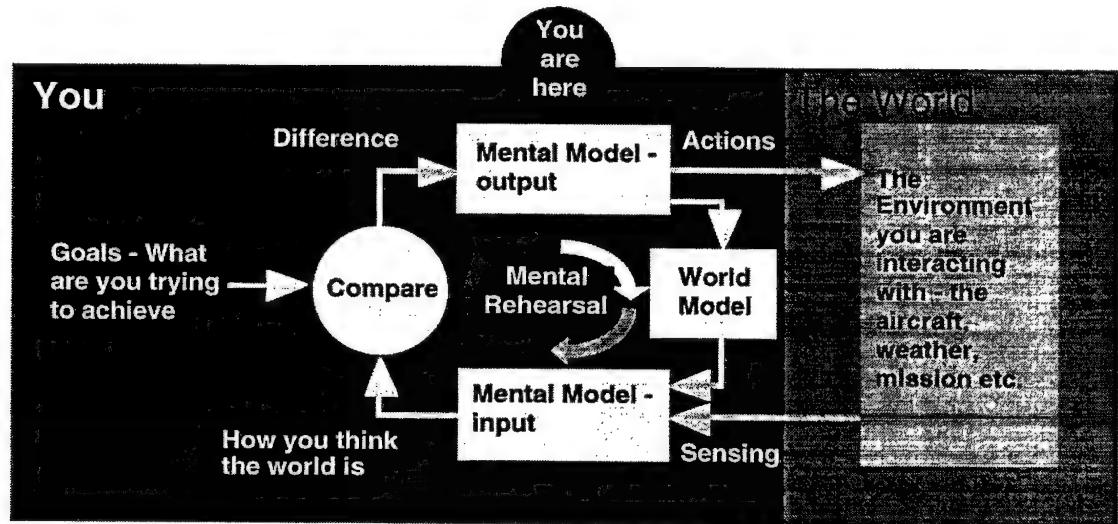 You
are
here
You
The World
Difference
Mental Model -
output
Actions
Goals - What
are you trying
to achieve
Compare
Mental
Rehearsal
World
Model
The
Environment
you are
interacting
with - the
aircraft,
weather,
mission etc.
Mental Model -
input
How you think
the world is
Sensing